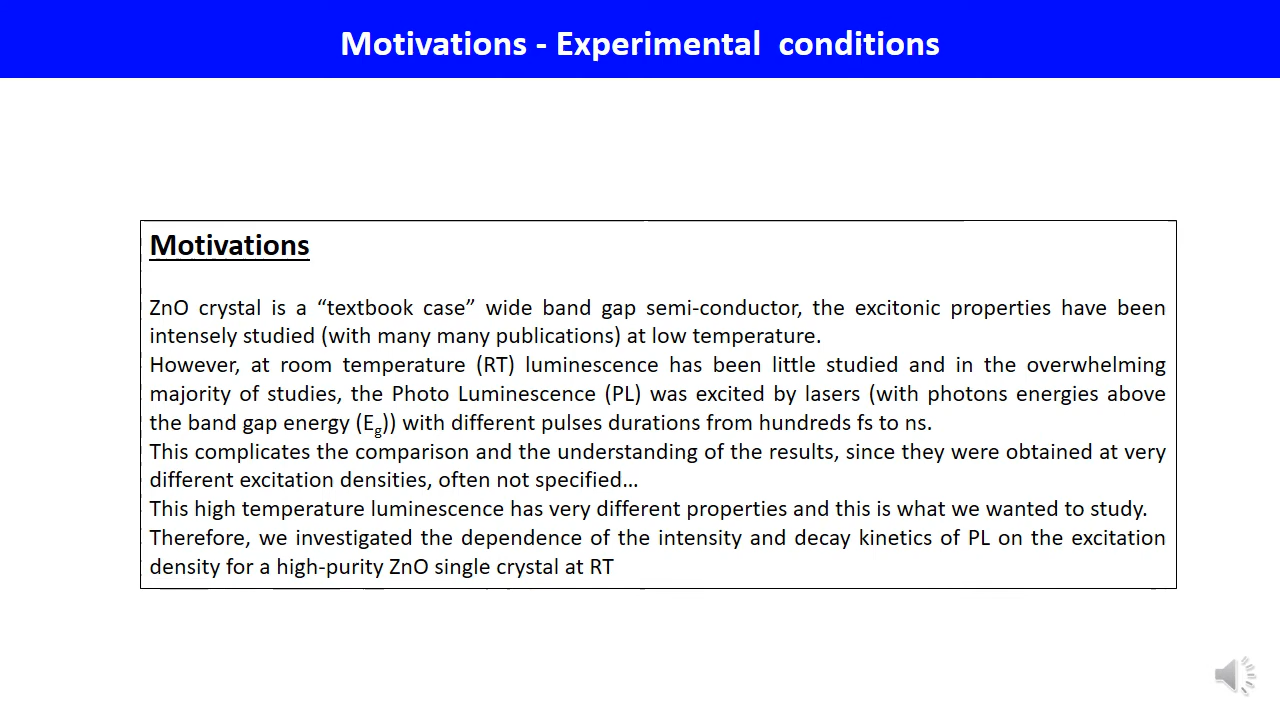 Motivations - Experimental conditions
Motivations
ZnO crystal is a “textbook case” wide band gap semi-conductor, the excitonic properties have been
intensely studied (with many many publications) at low temperature.
However, at room temperature (RT) luminescence has been little studied and in the overwhelming
majority of studies, the Photo Luminescence (PL) was excited by lasers (with photons energies above
the band gap energy (Eg)) with different pulses durations from hundreds fs to ns.
This complicates the comparison and the understanding of the results, since they were obtained at very
different excitation densities, often not specified…
This high temperature luminescence has very different properties and this is what we wanted to study.
Therefore, we investigated the dependence of the intensity and decay kinetics of PL on the excitation
density for a high-purity ZnO single crystal at RT